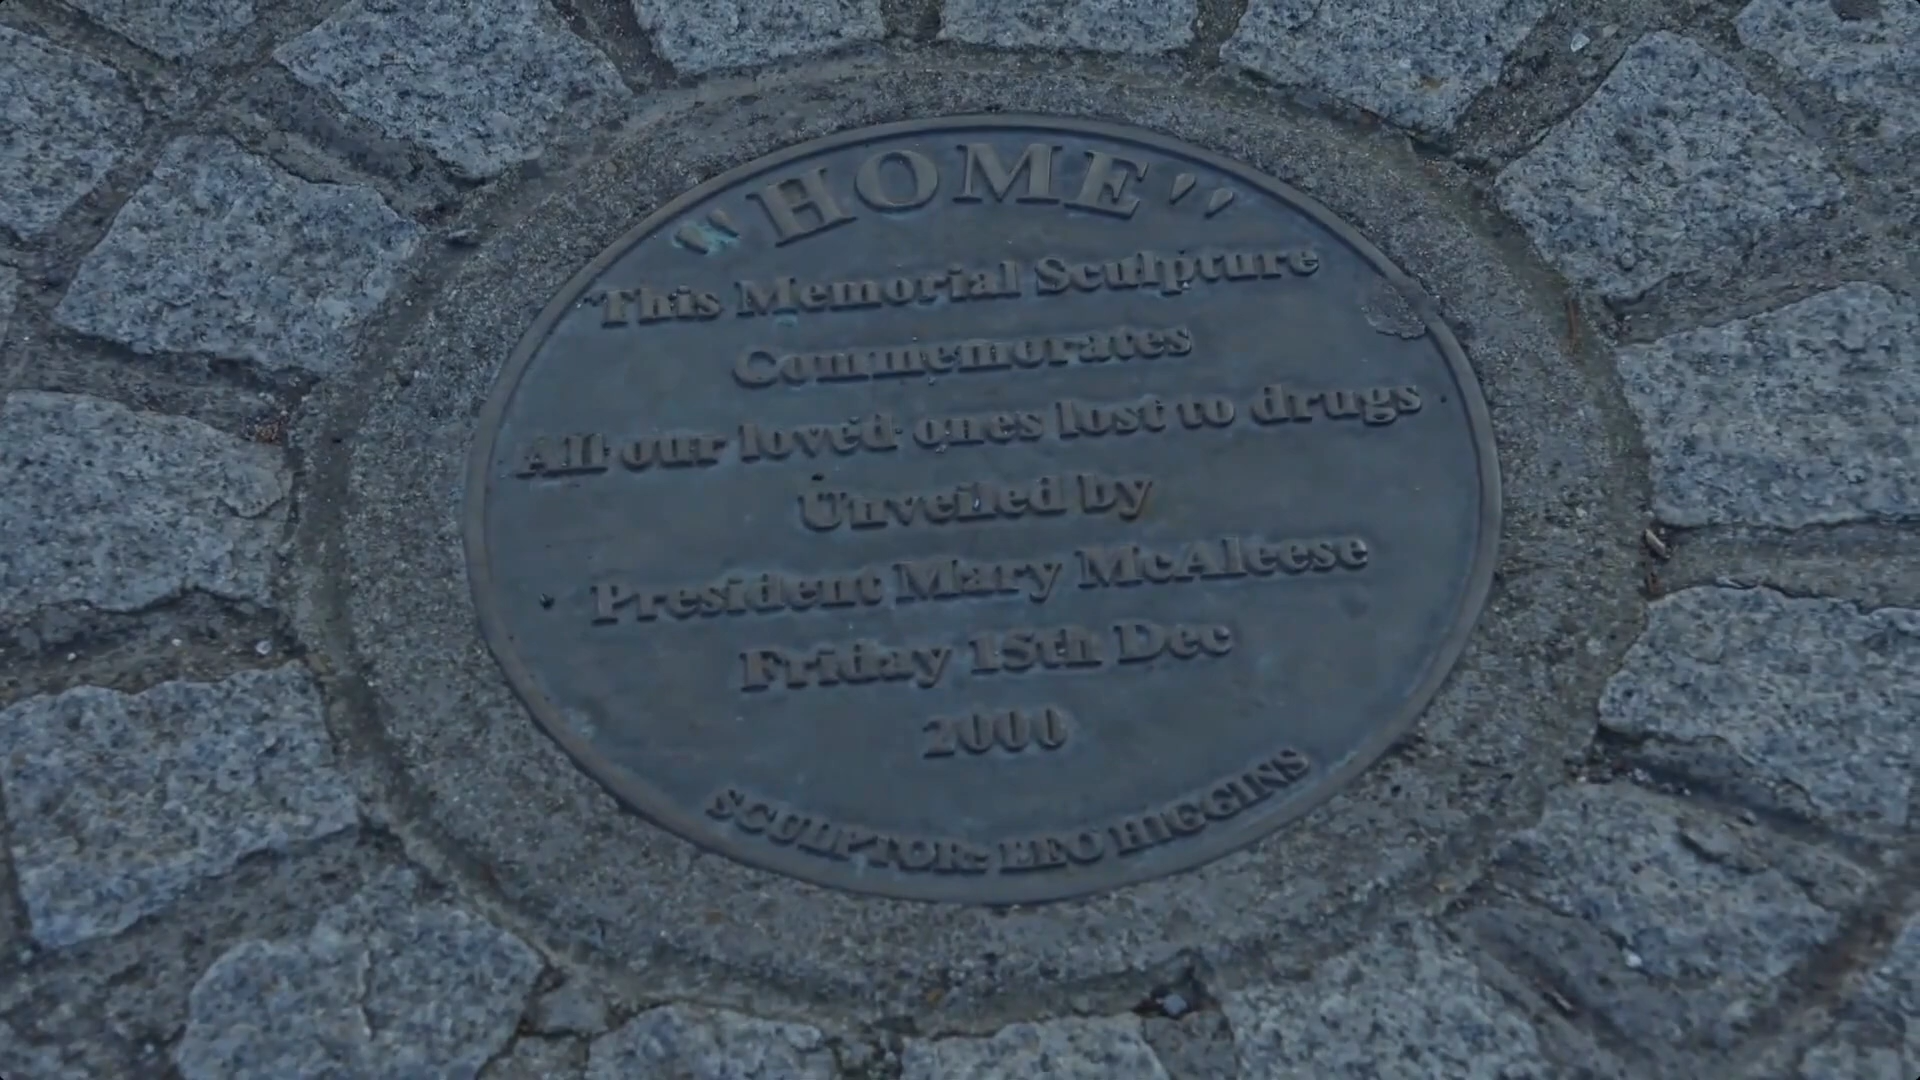 "HOME"
This Memorial Sculpture
Commemorates
All our loved ones lost to drugs
Unveiled by
President Mary McAleese
Friday 15th Dec
2000
SCULPTOR: LEO HIGGINS